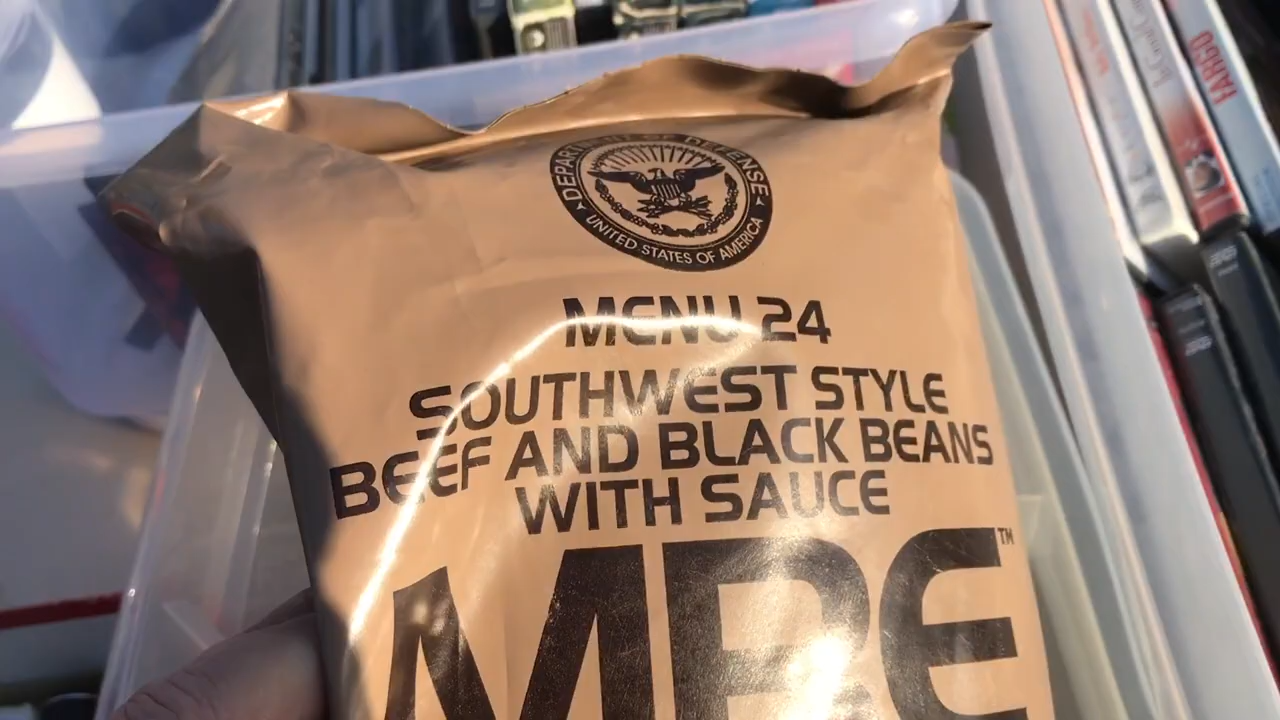 DEPARTMENT OF DEFENSE
UNITED STATES OF AMERICA
MENU 24
SOUTHWEST STYLE
BEEF AND BLACK BEANS
WITH SAUCE
MRE™
FARGO